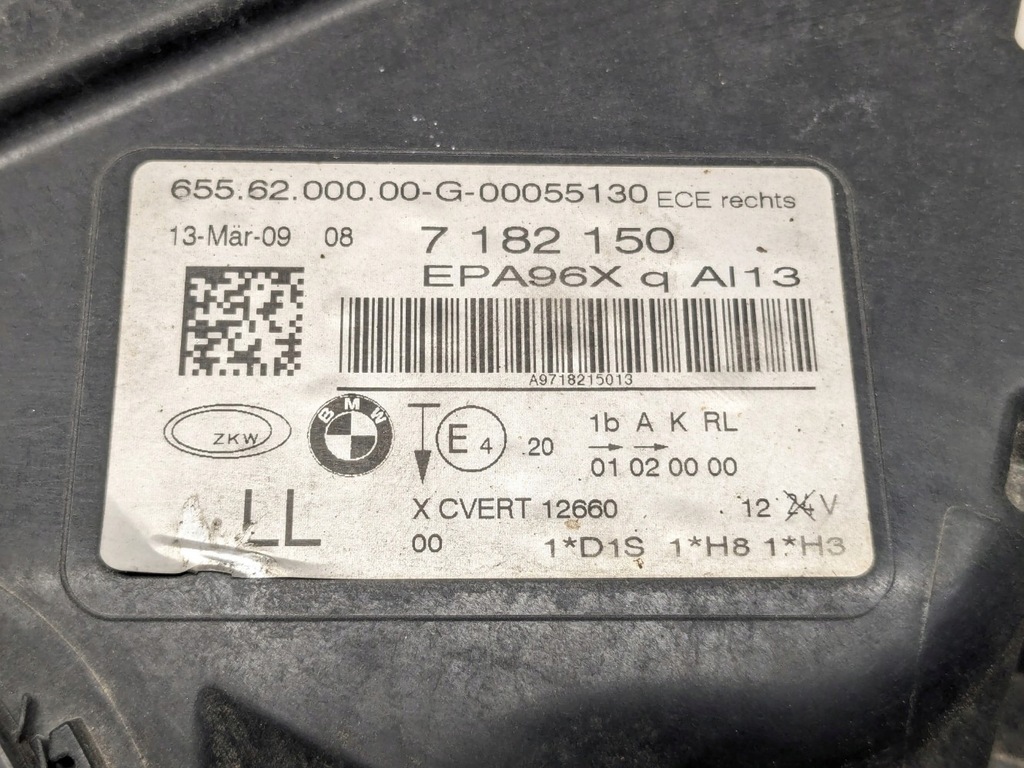 655.62.000.00-G-00055130 ECE rechts
13-Mär-09 08 7 182 150
EPA96X q AI13
A9718215013
ZKW
BMW
E4 .20
1b A K RL
→ →
01 02 00 00
LL
X CVERT 12660
12 24 V
00
1*D1S 1*H8 1*H3